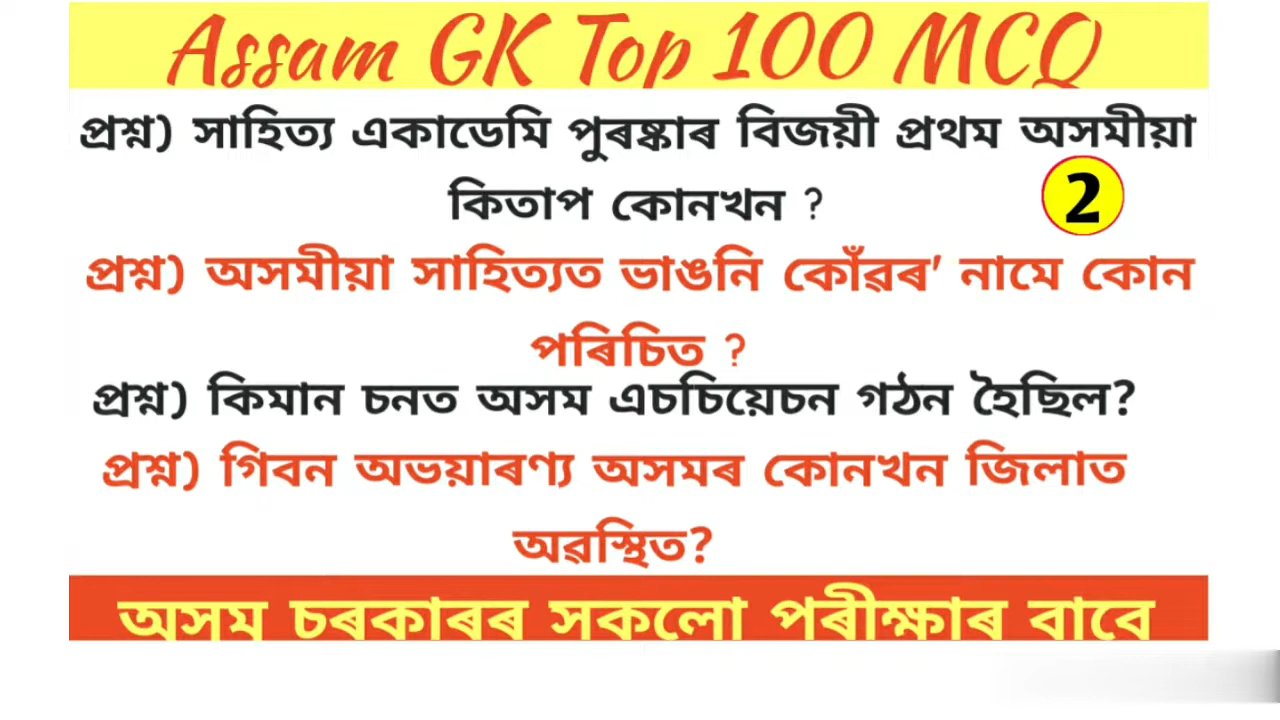 Assam GK Top 100 MCQ
প্ৰশ্ন) সাহিত্য একাডেমি পুৰষ্কাৰ বিজয়ী প্ৰথম অসমীয়া
কিতাপ কোনখন ?
2
প্ৰশ্ন) অসমীয়া সাহিত্যত ভাঙনি কোঁৱৰ’ নামে কোন
পৰিচিত ?
প্ৰশ্ন) কিমান চনত অসম এচচিয়েচন গঠন হৈছিল?
প্ৰশ্ন) গিবন অভয়াৰণ্য অসমৰ কোনখন জিলাত
অৱস্থিত?
অসম চৰকাৰৰ সকলো পৰীক্ষাৰ বাবে